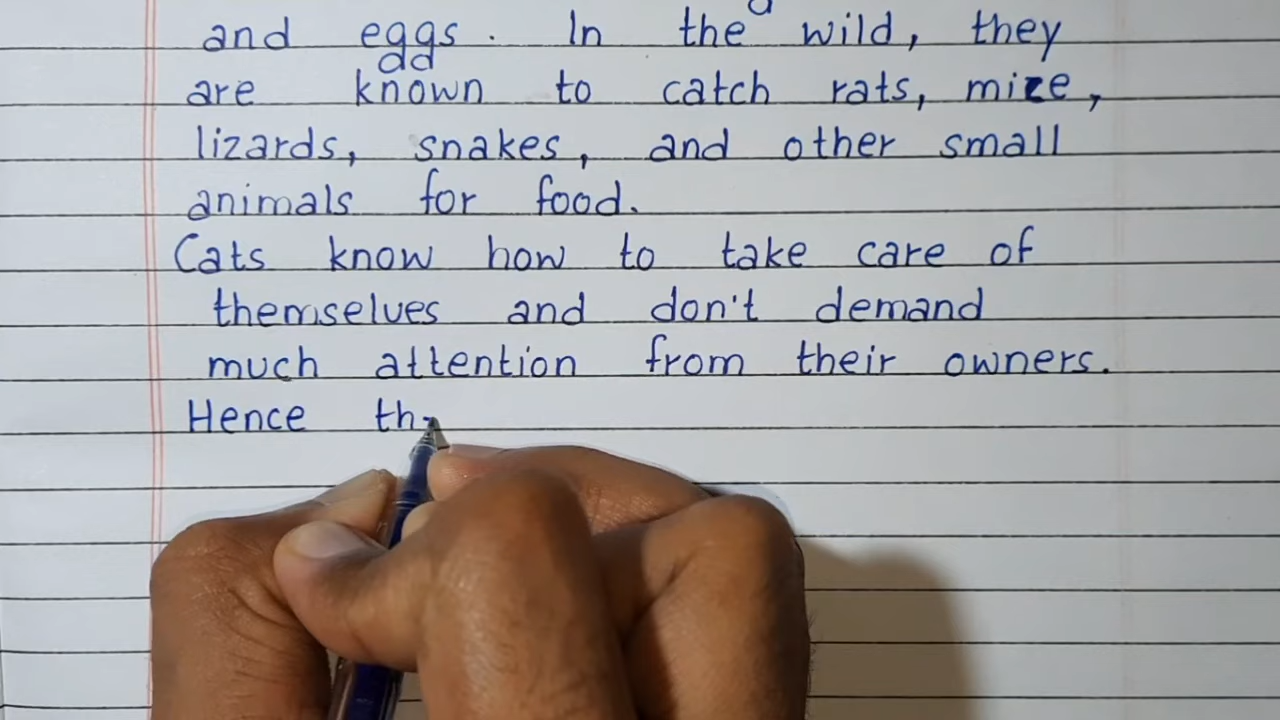 and eggs. In the wild, they
are known to catch rats, mice,
lizards, snakes, and other small
animals for food.
Cats know how to take care of
themselves and don't demand
much attention from their owners.
Hence